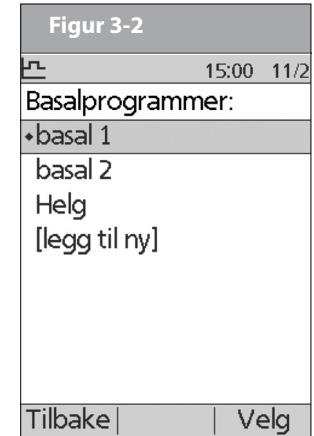 Figur 3-2
15:00 11/2
Basalprogrammer:
basal 1
basal 2
Helg
[legg til ny]
Tilbake Velg